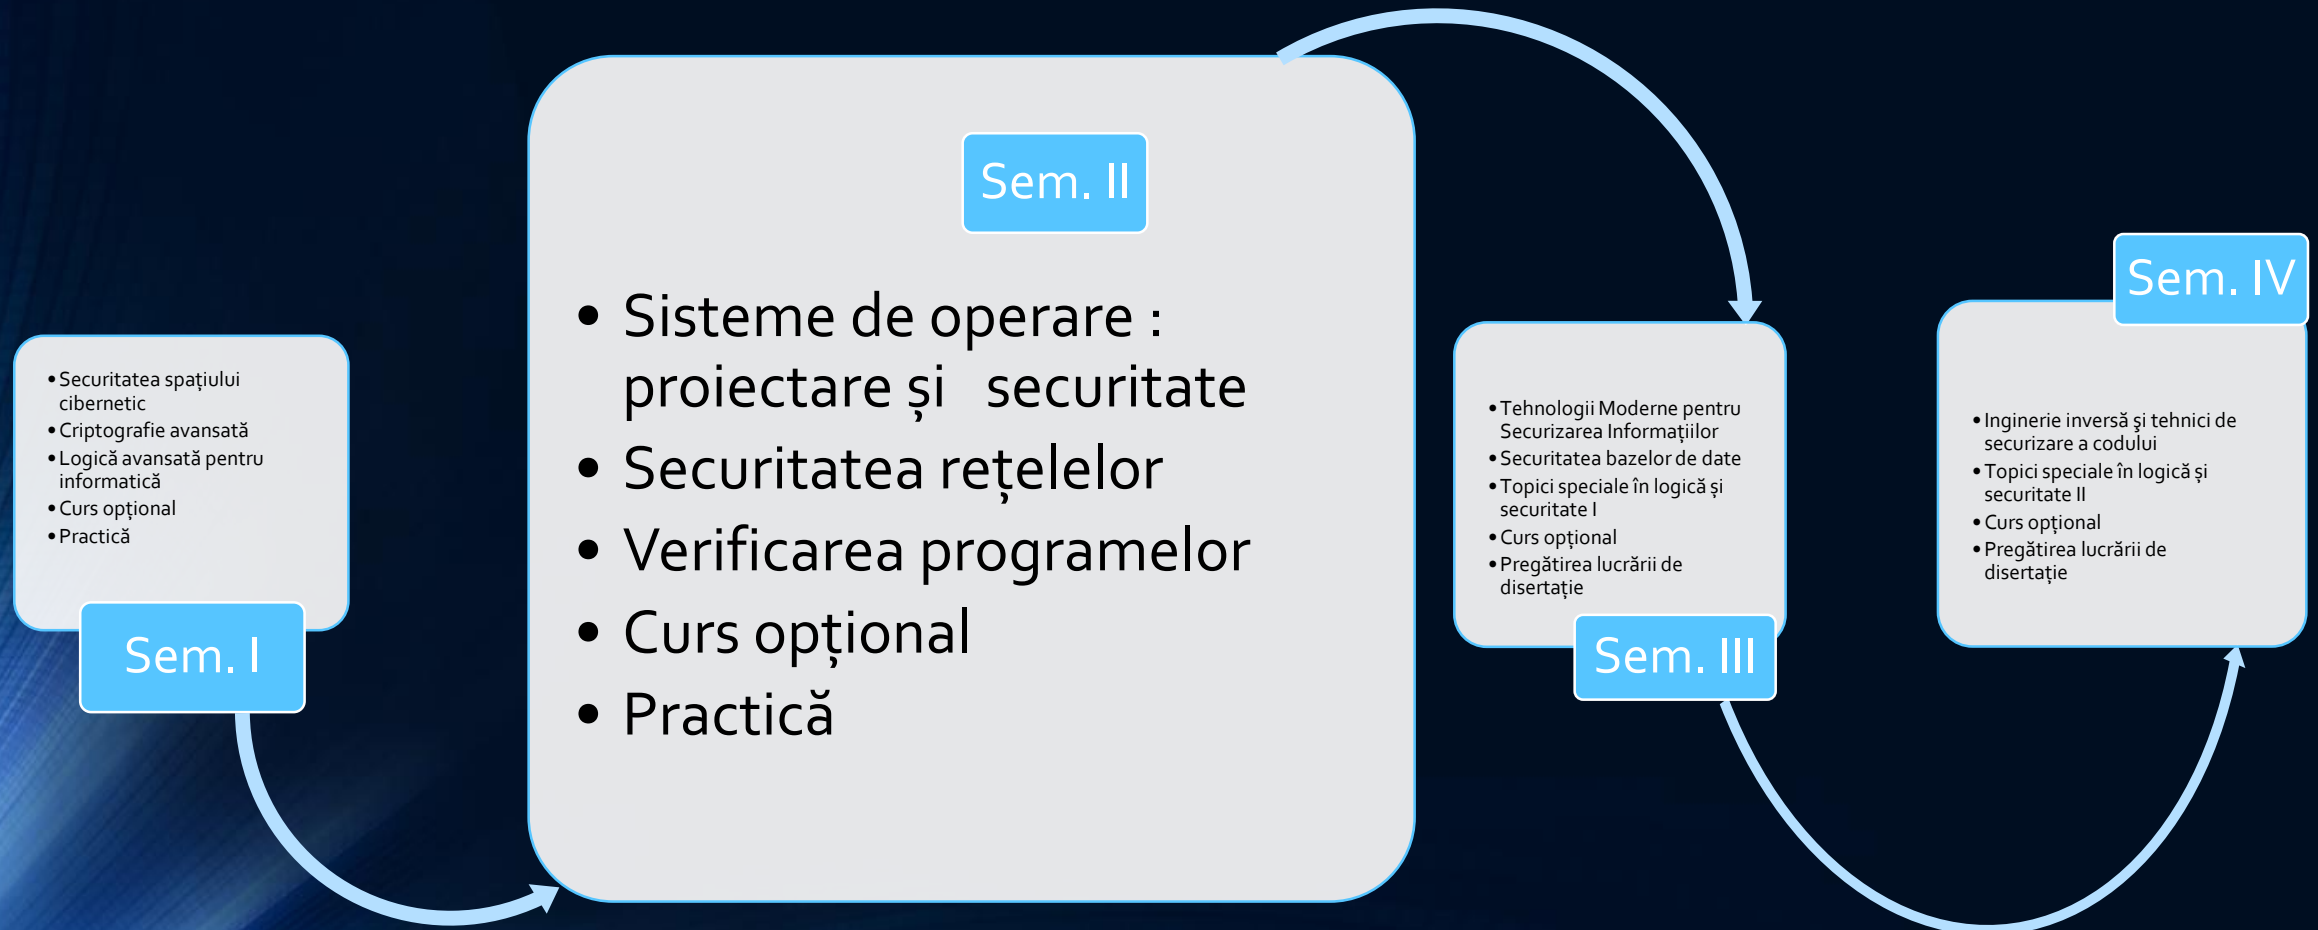 • Securitatea spațiului
cibernetic
• Criptografie avansată
• Logică avansată pentru
informatică
• Curs opțional
• Practică
Sem. I
Sem. II
• Sisteme de operare :
proiectare și securitate
• Securitatea rețelelor
• Verificarea programelor
• Curs opțional
• Practică
• Tehnologii Moderne pentru
Securizarea Informațiilor
• Securitatea bazelor de date
• Topici speciale în logică și
securitate I
• Curs opțional
• Pregătirea lucrării de
disertație
Sem. III
Sem. IV
• Inginerie inversă şi tehnici de
securizare a codului
• Topici speciale în logică și
securitate II
• Curs opțional
• Pregătirea lucrării de
disertație